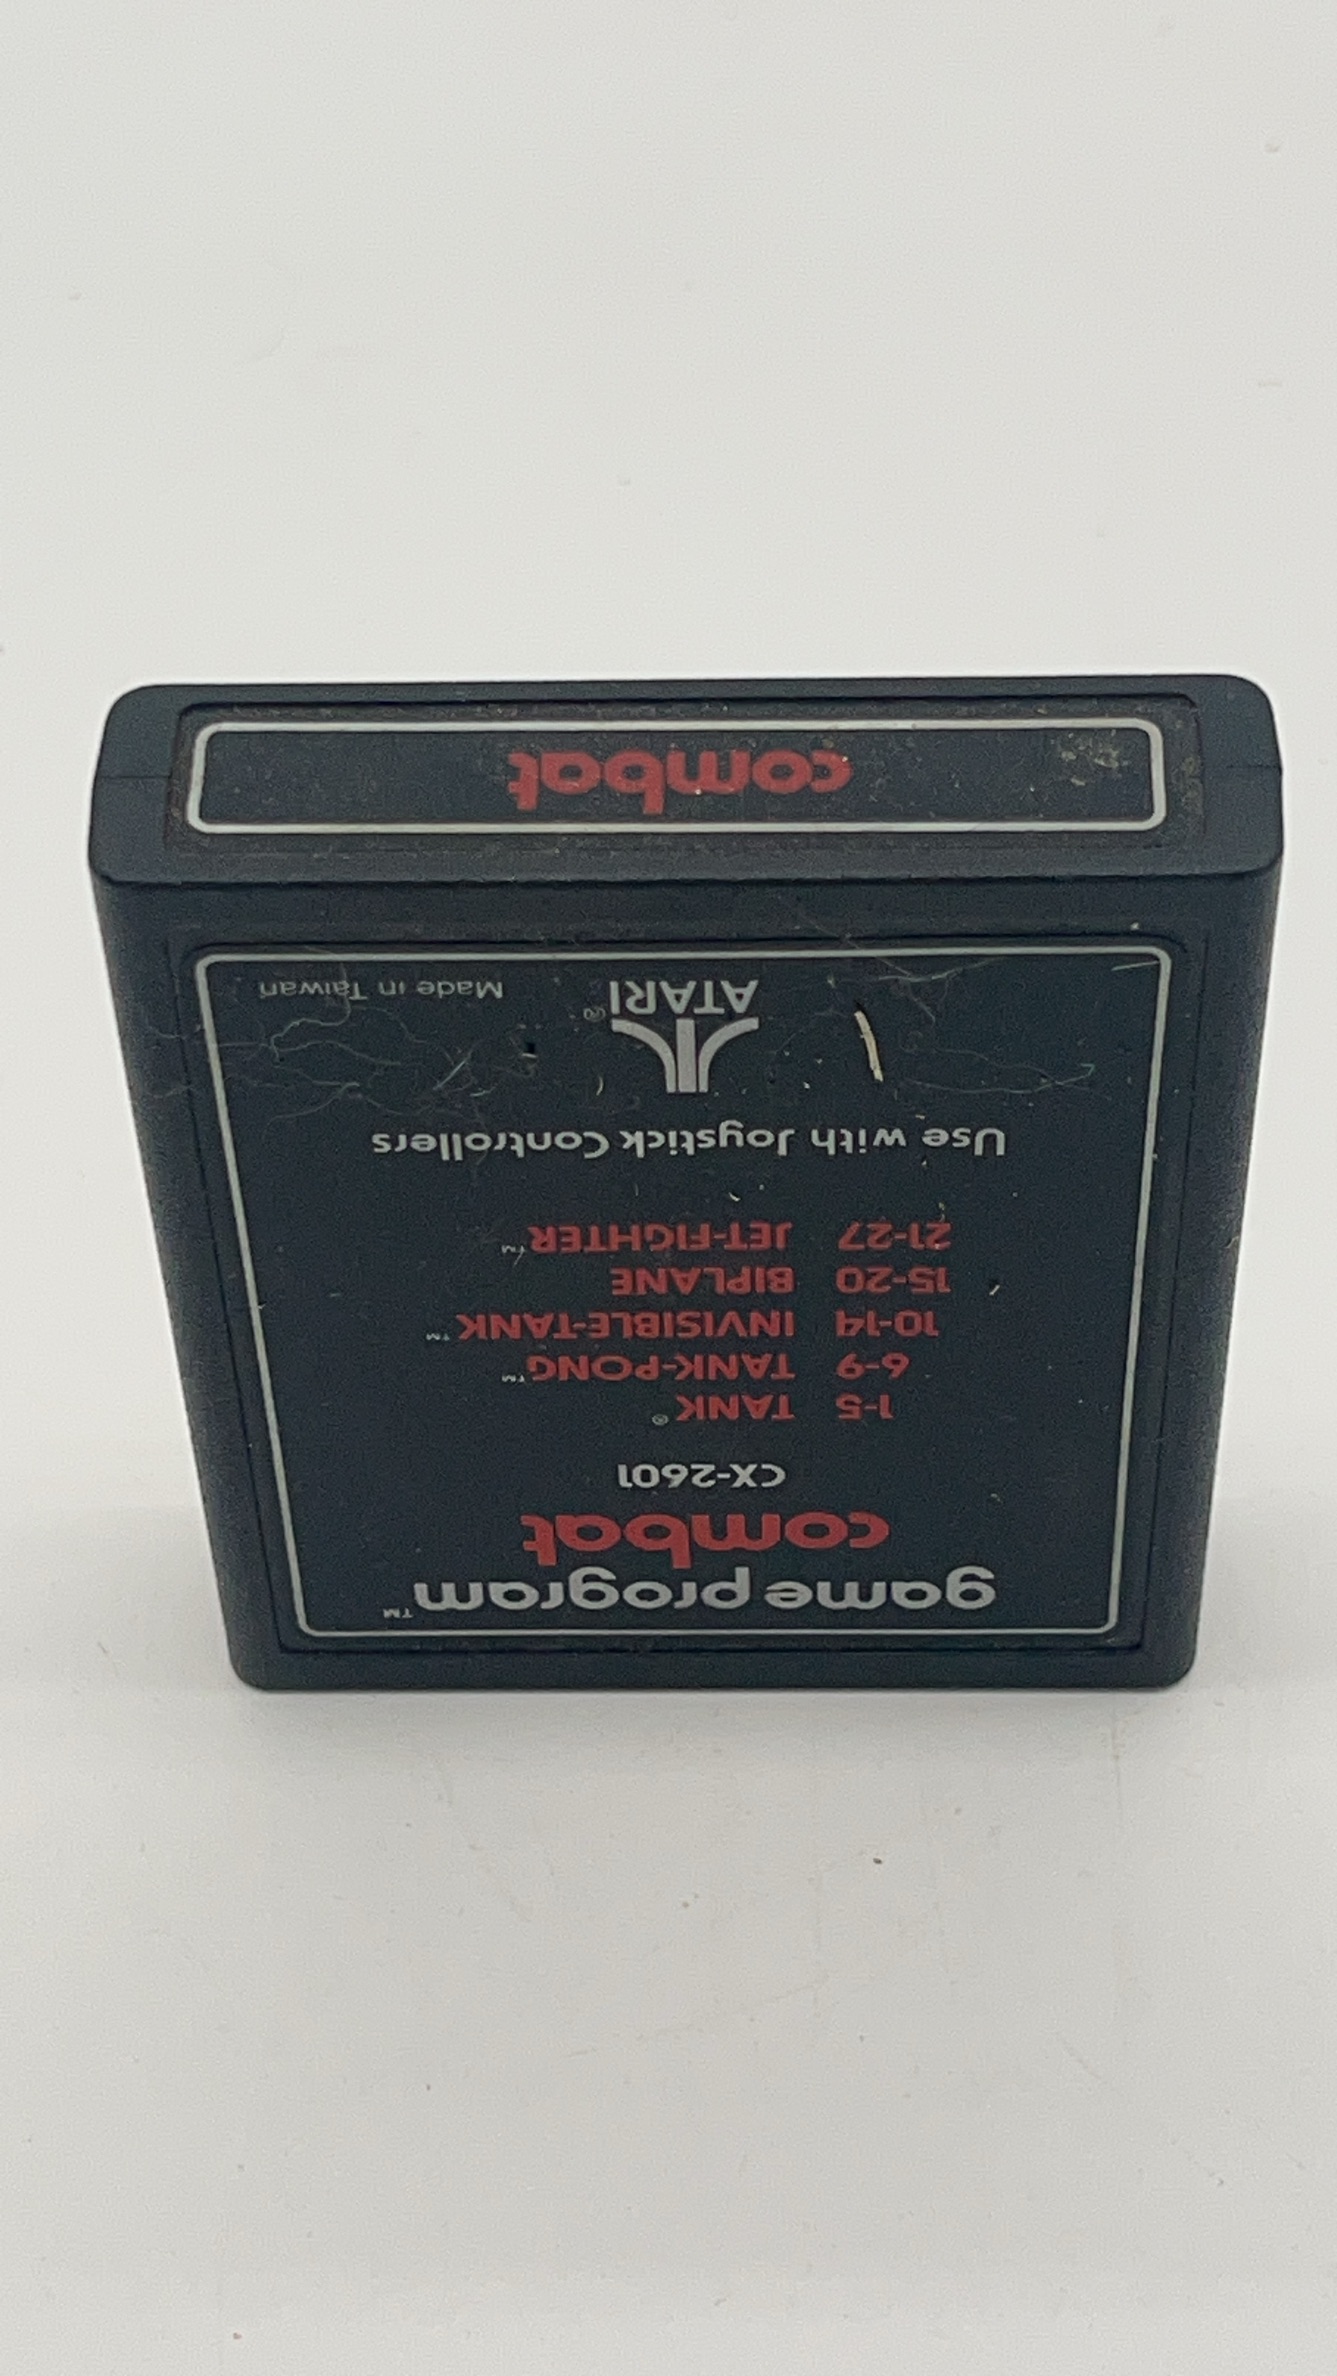 game program™
combat
CX-2601
1-5 TANK®
6-9 TANK-PONG™
10-14 INVISIBLE-TANK™
15-20 BIPLANE
21-27 JET-FIGHTER™
Use with Joystick Controllers
ATARI®
Made in Taiwan
combat